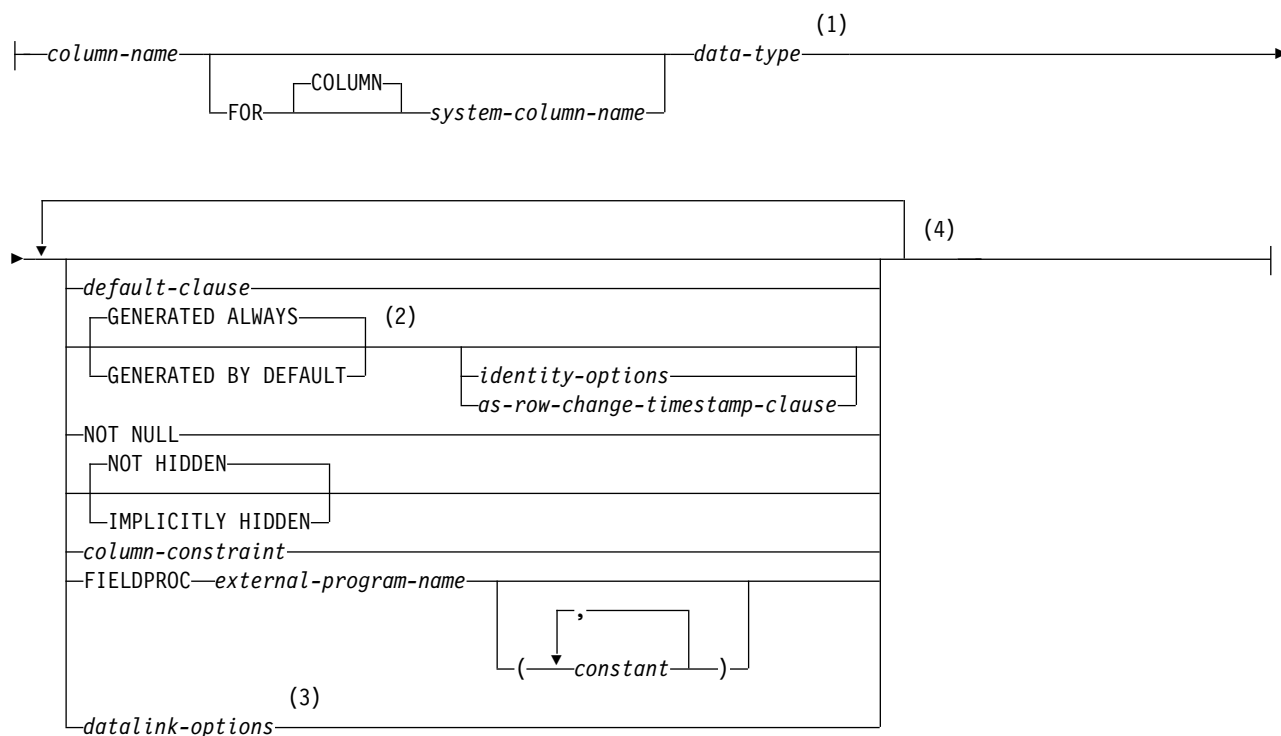 (1)
column-name data-type
COLUMN
FOR system-column-name
(4)
default-clause
GENERATED ALWAYS (2)
GENERATED BY DEFAULT identity-options
as-row-change-timestamp-clause
NOT NULL
NOT HIDDEN
IMPLICITLY HIDDEN
column-constraint
FIELDPROC external-program-name
,
( constant )
(3)
datalink-options